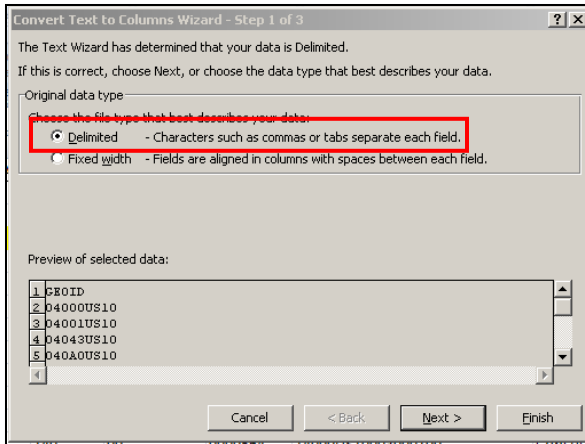 Convert Text to Columns Wizard - Step 1 of 3
The Text Wizard has determined that your data is Delimited.
If this is correct, choose Next, or choose the data type that best describes your data.
Original data type
Choose the file type that best describes your data:
Delimited - Characters such as commas or tabs separate each field.
Fixed width - Fields are aligned in columns with spaces between each field.
Preview of selected data:
1 GEOID
2 04000US10
3 04001US10
4 04043US10
5 040A0US10
Cancel < Back Next > Finish